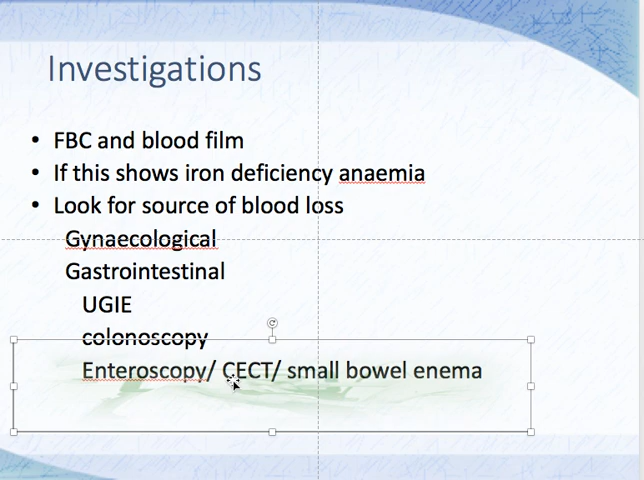 Investigations
• FBC and blood film
• If this shows iron deficiency anaemia
• Look for source of blood loss
Gynaecological
Gastrointestinal
UGIE
colonoscopy
Enteroscopy/ CECT/ small bowel enema